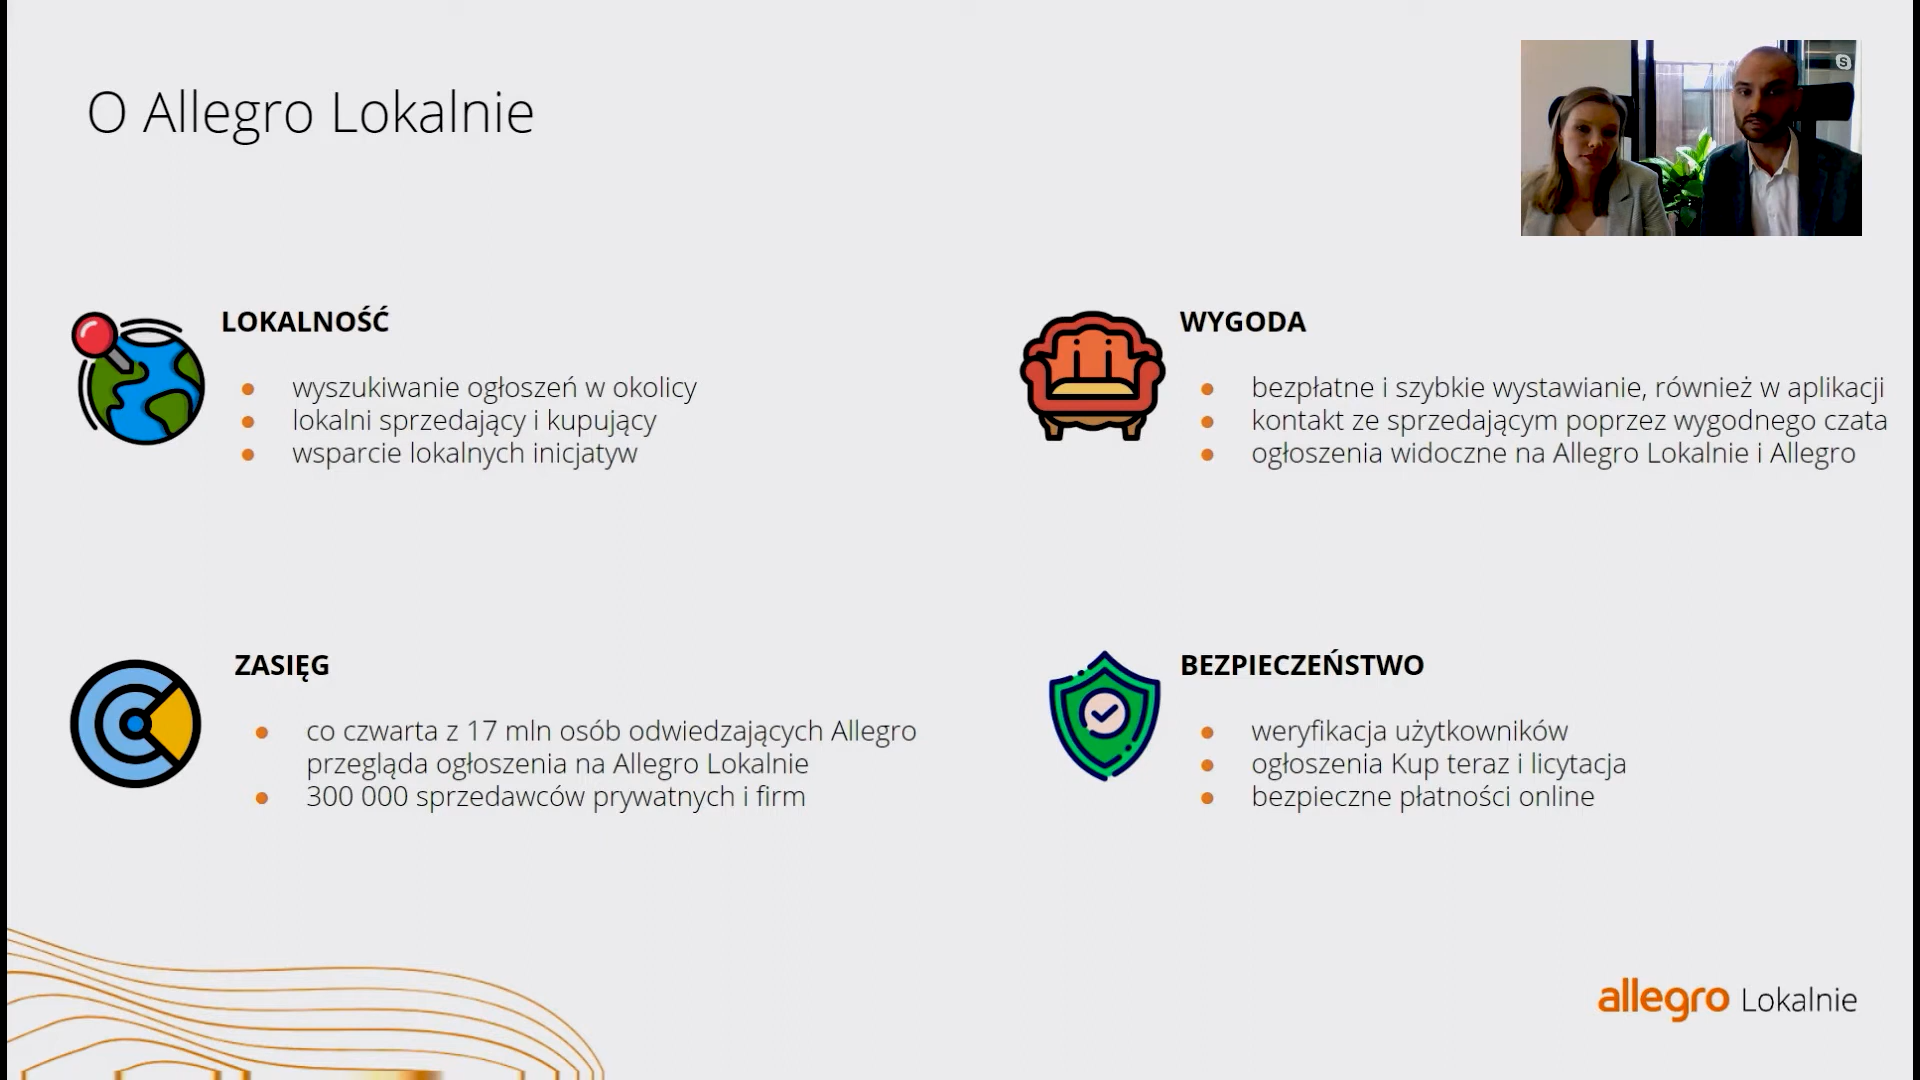 O Allegro Lokalnie
LOKALNOŚĆ
wyszukiwanie ogłoszeń w okolicy
lokalni sprzedający i kupujący
wsparcie lokalnych inicjatyw
WYGODA
bezpłatne i szybkie wystawianie, również w aplikacji
kontakt ze sprzedającym poprzez wygodnego czata
ogłoszenia widoczne na Allegro Lokalnie i Allegro
ZASIĘG
co czwarta z 17 mln osób odwiedzających Allegro
przegląda ogłoszenia na Allegro Lokalnie
300 000 sprzedawców prywatnych i firm
BEZPIECZEŃSTWO
weryfikacja użytkowników
ogłoszenia Kup teraz i licytacja
bezpieczne płatności online
allegro Lokalnie